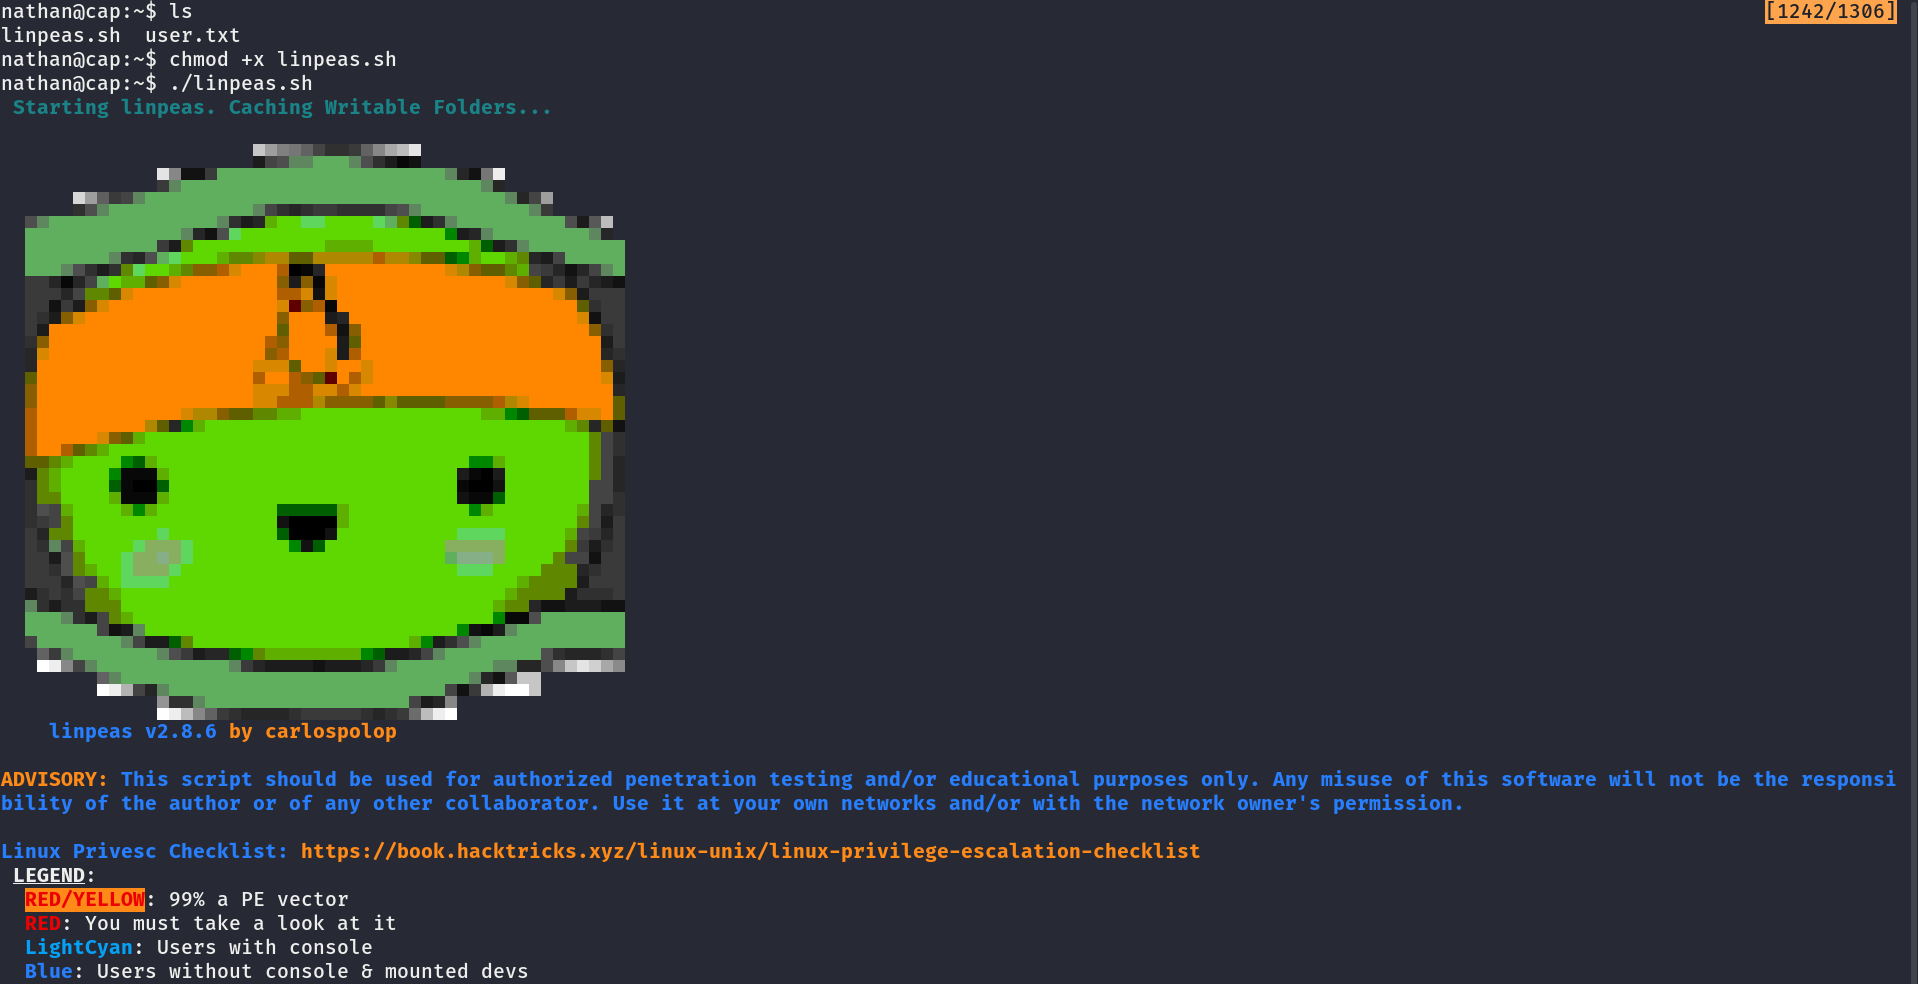 nathan@cap:~$ ls [1242/1306]
linpeas.sh  user.txt
nathan@cap:~$ chmod +x linpeas.sh
nathan@cap:~$ ./linpeas.sh
Starting linpeas. Caching Writable Folders...
linpeas v2.8.6 by carlospolop
ADVISORY: This script should be used for authorized penetration testing and/or educational purposes only. Any misuse of this software will not be the responsi
bility of the author or of any other collaborator. Use it at your own networks and/or with the network owner's permission.
Linux Privesc Checklist: https://book.hacktricks.xyz/linux-unix/linux-privilege-escalation-checklist
LEGEND:
RED/YELLOW: 99% a PE vector
RED: You must take a look at it
LightCyan: Users with console
Blue: Users without console & mounted devs